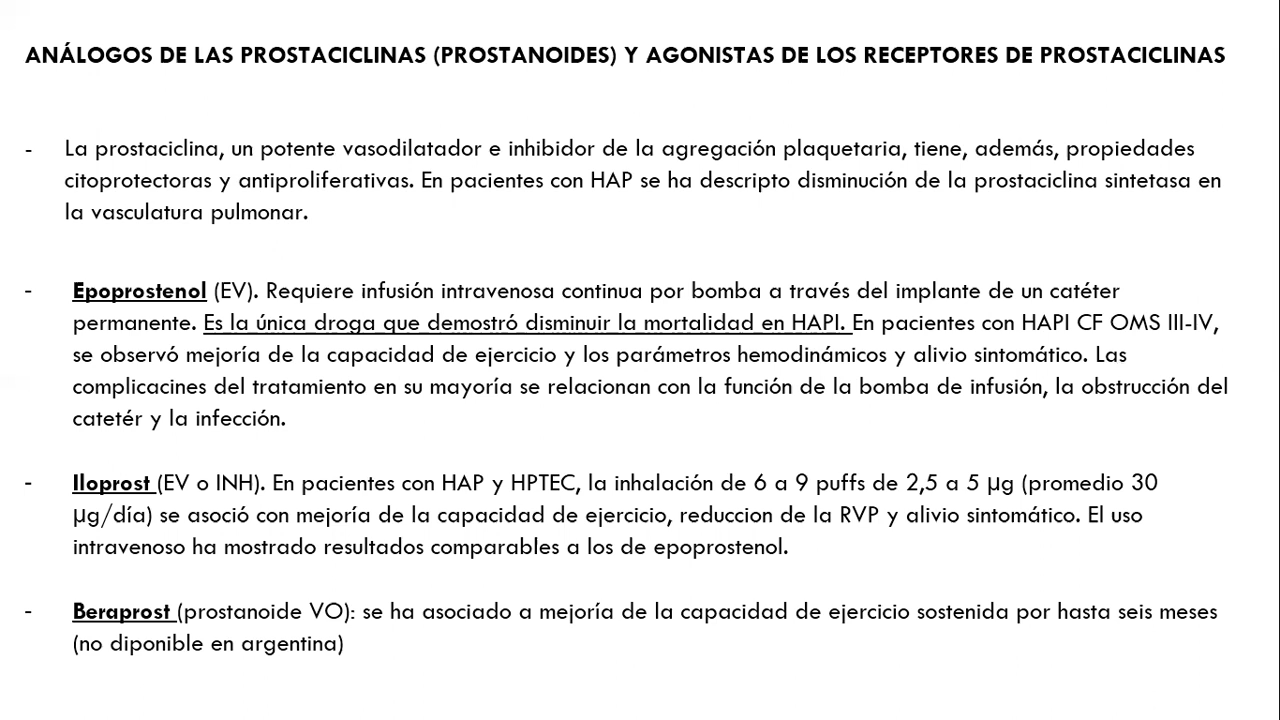 ANÁLOGOS DE LAS PROSTACICLINAS (PROSTANOIDES) Y AGONISTAS DE LOS RECEPTORES DE PROSTACICLINAS
- La prostaciclina, un potente vasodilatador e inhibidor de la agregación plaquetaria, tiene, además, propiedades
citoprotectoras y antiproliferativas. En pacientes con HAP se ha descripto disminución de la prostaciclina sintetasa en
la vasculatura pulmonar.
- Epoprostenol (EV). Requiere infusión intravenosa continua por bomba a través del implante de un catéter
permanente. Es la única droga que demostró disminuir la mortalidad en HAPI. En pacientes con HAPI CF OMS III-IV,
se observó mejoría de la capacidad de ejercicio y los parámetros hemodinámicos y alivio sintomático. Las
complicacines del tratamiento en su mayoría se relacionan con la función de la bomba de infusión, la obstrucción del
catetér y la infección.
- Iloprost (EV o INH). En pacientes con HAP y HPTEC, la inhalación de 6 a 9 puffs de 2,5 a 5 µg (promedio 30
µg/día) se asoció con mejoría de la capacidad de ejercicio, reduccion de la RVP y alivio sintomático. El uso
intravenoso ha mostrado resultados comparables a los de epoprostenol.
- Beraprost (prostanoide VO): se ha asociado a mejoría de la capacidad de ejercicio sostenida por hasta seis meses
(no diponible en argentina)